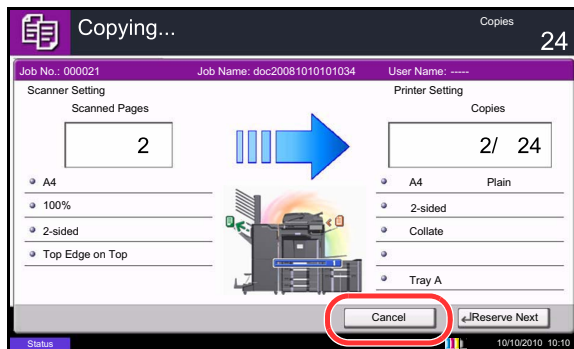 Copying...
Copies
24
Job No.: 000021 Job Name: doc20081010101034 User Name: -----
Scanner Setting Printer Setting
Scanned Pages Copies
2 2/ 24
A4 A4 Plain
100% 2-sided
2-sided Collate
Top Edge on Top
Tray A
Cancel Reserve Next
Status 10/10/2010 10:10